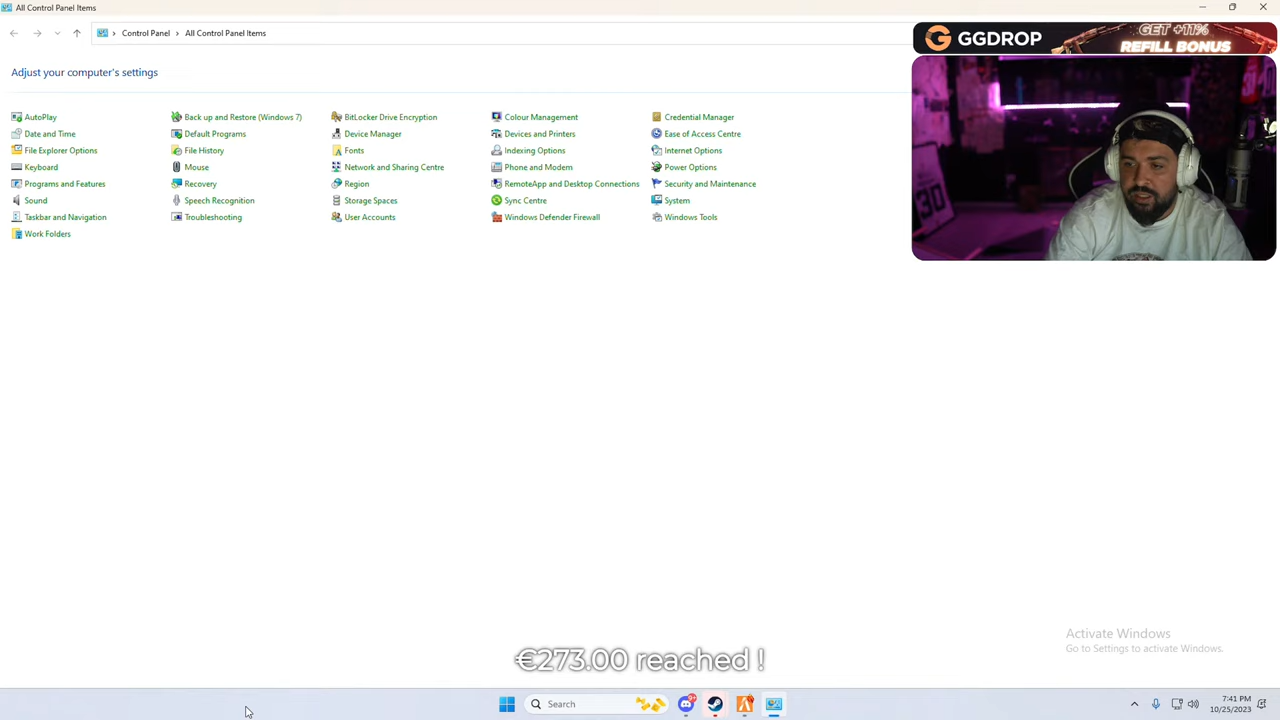 All Control Panel Items
Control Panel > All Control Panel Items
GGDROP
GET +11%
REFILL BONUS
Adjust your computer's settings
AutoPlay
Back up and Restore (Windows 7)
BitLocker Drive Encryption
Colour Management
Credential Manager
Date and Time
Default Programs
Device Manager
Devices and Printers
Ease of Access Centre
File Explorer Options
File History
Fonts
Indexing Options
Internet Options
Keyboard
Mouse
Network and Sharing Centre
Phone and Modem
Power Options
Programs and Features
Recovery
Region
RemoteApp and Desktop Connections
Security and Maintenance
Sound
Speech Recognition
Storage Spaces
Sync Centre
System
Taskbar and Navigation
Troubleshooting
User Accounts
Windows Defender Firewall
Windows Tools
Work Folders
Activate Windows
Go to Settings to activate Windows.
€273.00 reached !
Search
7:41 PM
10/25/2023